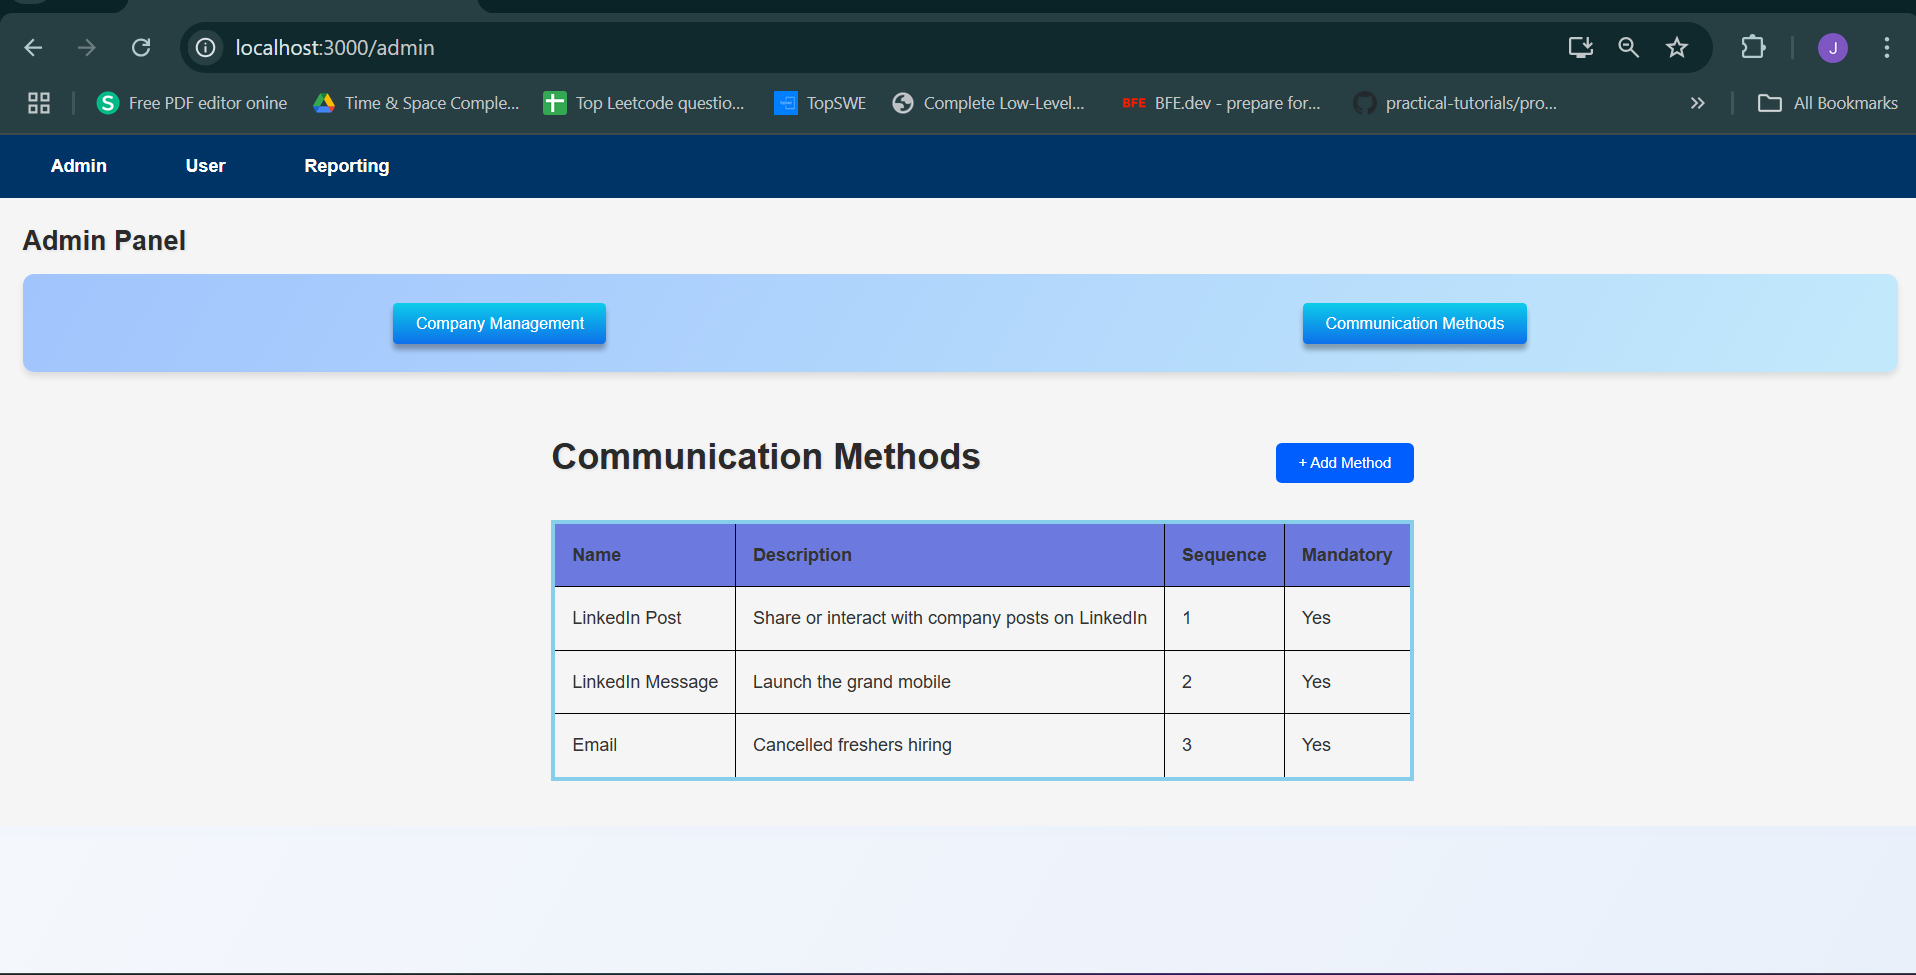 localhost:3000/admin
J
S Free PDF editor onine Time & Space Comple... Top Leetcode questio... TopSWE Complete Low-Level... BFE BFE.dev - prepare for... practical-tutorials/pro... » All Bookmarks
Admin User Reporting
Admin Panel
Company Management Communication Methods
Communication Methods + Add Method
Name Description Sequence Mandatory
LinkedIn Post Share or interact with company posts on LinkedIn 1 Yes
LinkedIn Message Launch the grand mobile 2 Yes
Email Cancelled freshers hiring 3 Yes